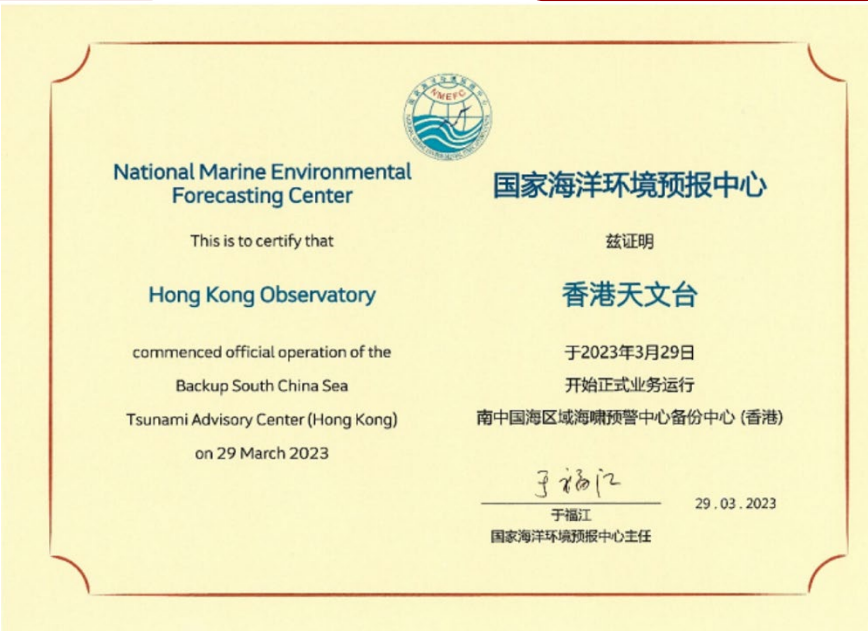 NMEFC
National Marine Environmental
Forecasting Center
This is to certify that
Hong Kong Observatory
commenced official operation of the
Backup South China Sea
Tsunami Advisory Center (Hong Kong)
on 29 March 2023
国家海洋环境预报中心
兹证明
香港天文台
于2023年3月29日
开始正式业务运行
南中国海区域海啸预警中心备份中心 (香港)
于福江
29 . 03 . 2023
于福江
国家海洋环境预报中心主任